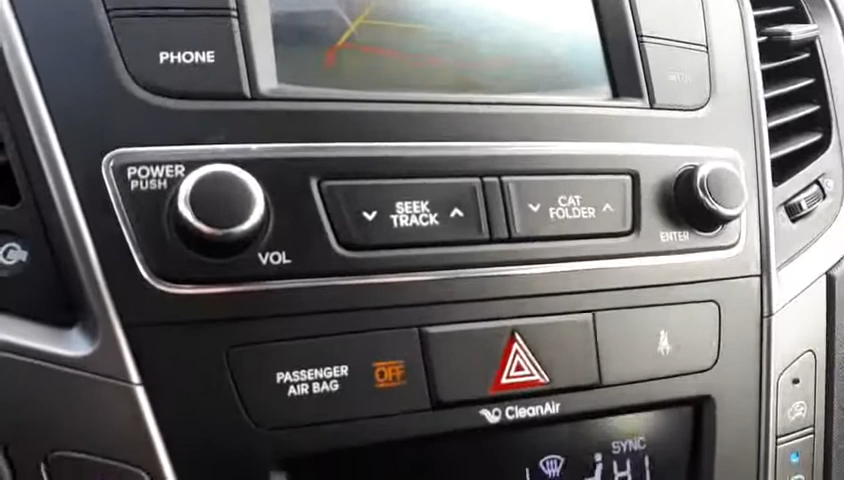 PHONE
POWER
PUSH
VOL
SEEK
TRACK
CAT
FOLDER
ENTER
PASSENGER
AIR BAG
OFF
CleanAir
SYNC